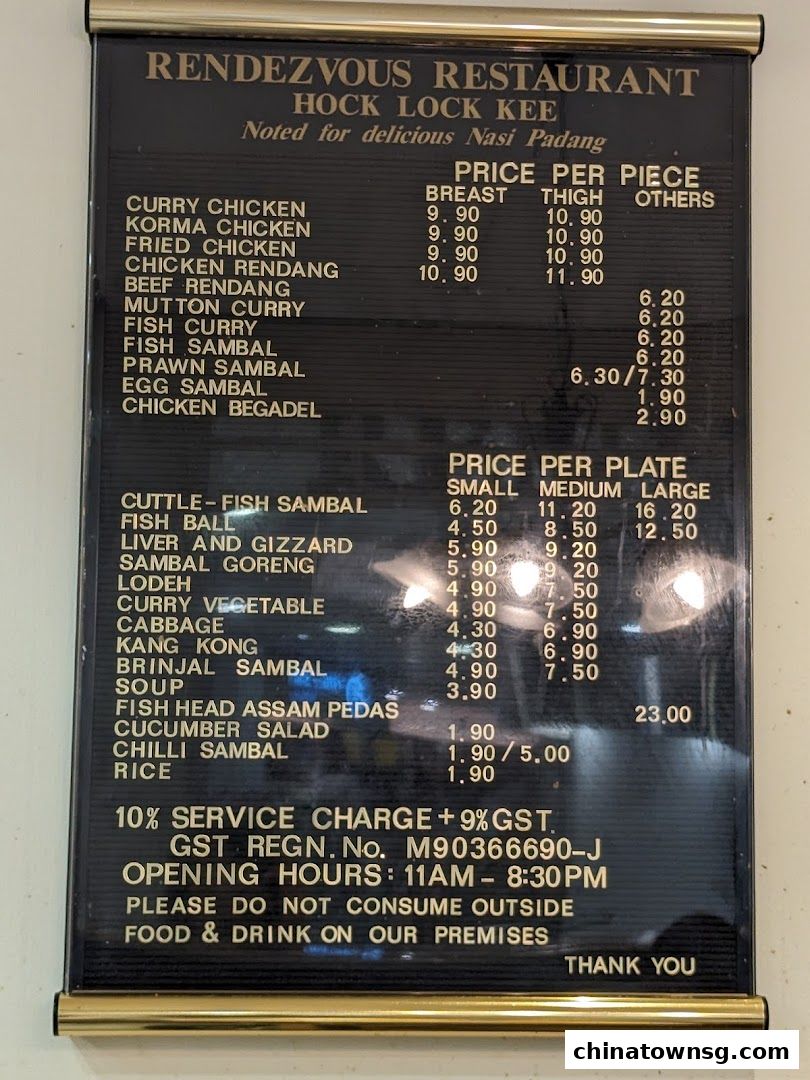 RENDEZVOUS RESTAURANT
HOCK LOCK KEE
Noted for delicious Nasi Padang
PRICE PER PIECE
BREAST THIGH OTHERS
CURRY CHICKEN 9.90 10.90
KORMA CHICKEN 9.90 10.90
FRIED CHICKEN 9.90 10.90
CHICKEN RENDANG 10.90 11.90
BEEF RENDANG 6.20
MUTTON CURRY 6.20
FISH CURRY 6.20
FISH SAMBAL 6.20
PRAWN SAMBAL 6.30/7.30
EGG SAMBAL 1.90
CHICKEN BEGADEL 2.90
PRICE PER PLATE
SMALL MEDIUM LARGE
CUTTLE-FISH SAMBAL 6.20 11.20 16.20
FISH BALL 4.50 8.50 12.50
LIVER AND GIZZARD 5.90 9.20
SAMBAL GORENG 5.90 9.20
LODEH 4.90 7.50
CURRY VEGETABLE 4.90 7.50
CABBAGE 4.30 6.90
KANG KONG 4.30 6.90
BRINJAL SAMBAL 4.90 7.50
SOUP 3.90
FISH HEAD ASSAM PEDAS 23.00
CUCUMBER SALAD 1.90
CHILLI SAMBAL 1.90/5.00
RICE 1.90
10% SERVICE CHARGE+9%GST.
GST REGN.No. M90366690-J
OPENING HOURS: 11AM- 8:30PM
PLEASE DO NOT CONSUME OUTSIDE
FOOD & DRINK ON OUR PREMISES
THANK YOU
chinatownsg.com